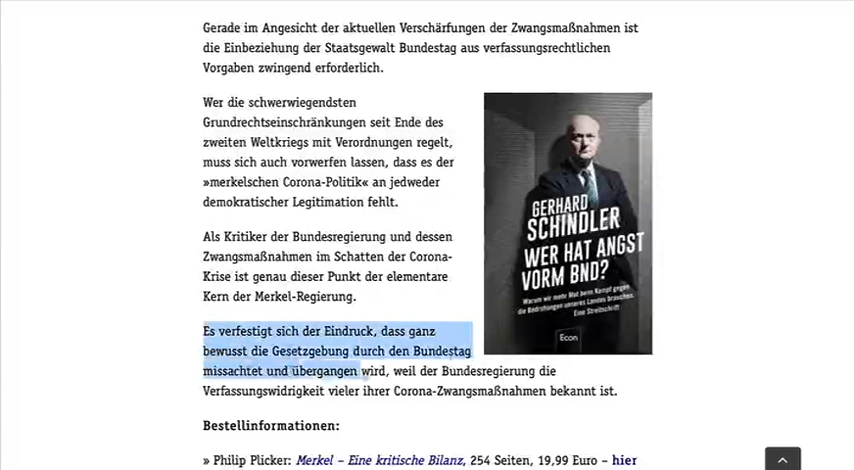 Gerade im Angesicht der aktuellen Verschärfungen der Zwangsmaßnahmen ist
die Einbeziehung der Staatsgewalt Bundestag aus verfassungsrechtlichen
Vorgaben zwingend erforderlich.
Wer die schwerwiegendsten
Grundrechtseinschränkungen seit Ende des
zweiten Weltkriegs mit Verordnungen regelt,
muss sich auch vorwerfen lassen, dass es der
»merkelschen Corona-Politik« an jedweder
demokratischer Legitimation fehlt.
Als Kritiker der Bundesregierung und dessen
Zwangsmaßnahmen im Schatten der Corona-
Krise ist genau dieser Punkt der elementare
Kern der Merkel-Regierung.
Es verfestigt sich der Eindruck, dass ganz
bewusst die Gesetzgebung durch den Bundestag
missachtet und übergangen wird, weil der Bundesregierung die
Verfassungswidrigkeit vieler ihrer Corona-Zwangsmaßnahmen bekannt ist.
GERHARD
SCHINDLER
WER HAT ANGST
VORM BND?
Warum wir mehr Mut beim Kampf gegen
die Bedrohungen unseres Landes brauchen.
Eine Streitschrift
Econ
Bestellinformationen:
» Philip Plicker: Merkel – Eine kritische Bilanz, 254 Seiten, 19,99 Euro – hier